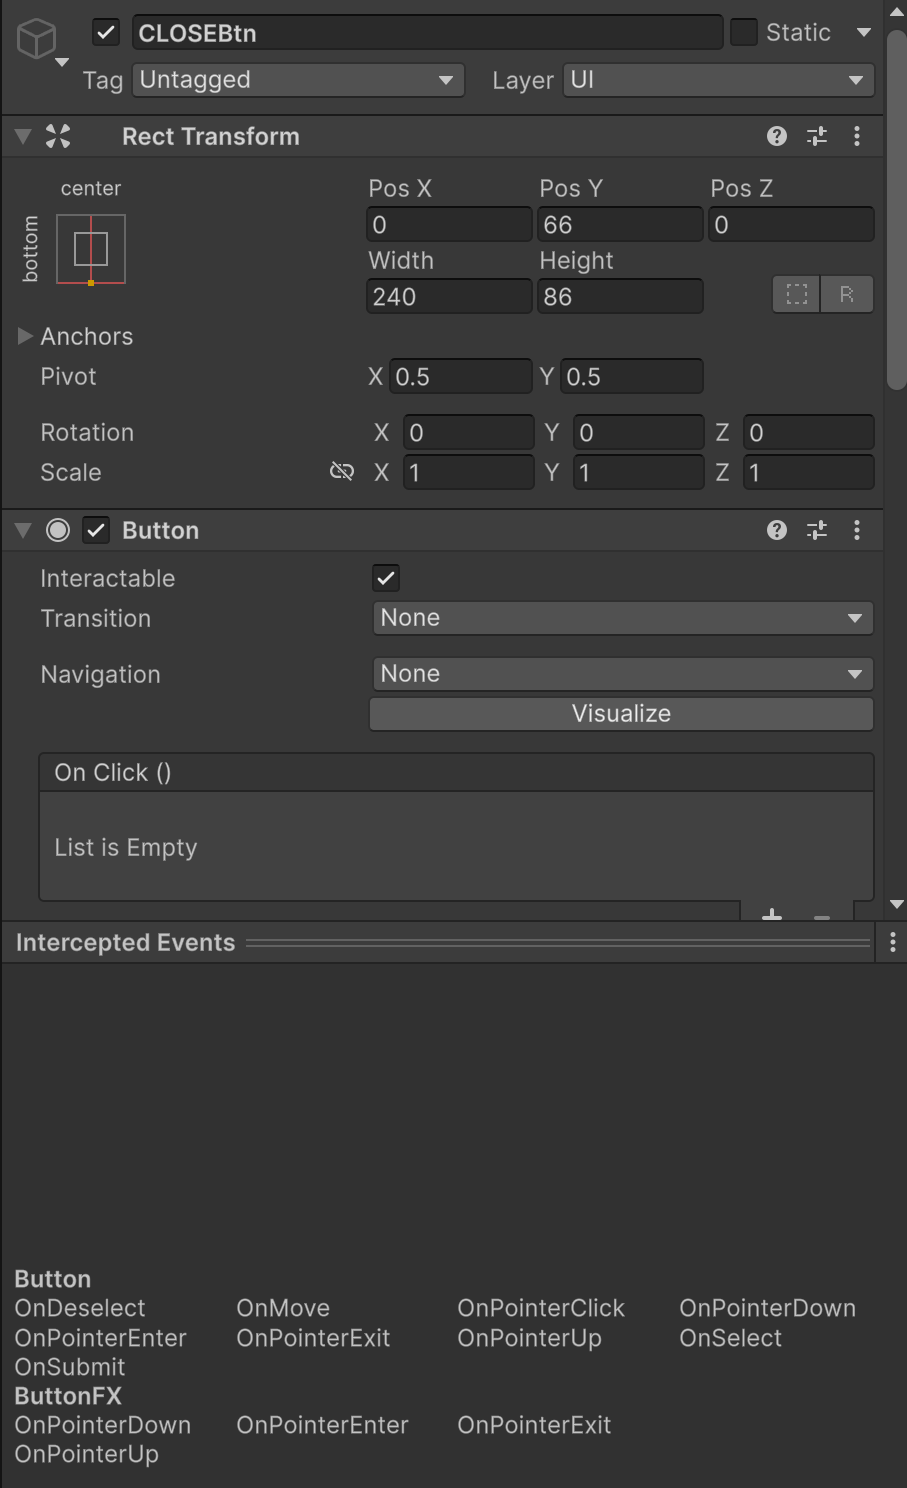 CLOSEBtn Static
Tag Untagged Layer UI
Rect Transform
center Pos X Pos Y Pos Z
bottom 0 66 0
Width Height
240 86 R
Anchors
Pivot X 0.5 Y 0.5
Rotation X 0 Y 0 Z 0
Scale X 1 Y 1 Z 1
Button
Interactable
Transition None
Navigation None
Visualize
On Click ()
List is Empty
Intercepted Events
Button
OnDeselect OnMove OnPointerClick OnPointerDown
OnPointerEnter OnPointerExit OnPointerUp OnSelect
OnSubmit
ButtonFX
OnPointerDown OnPointerEnter OnPointerExit
OnPointerUp